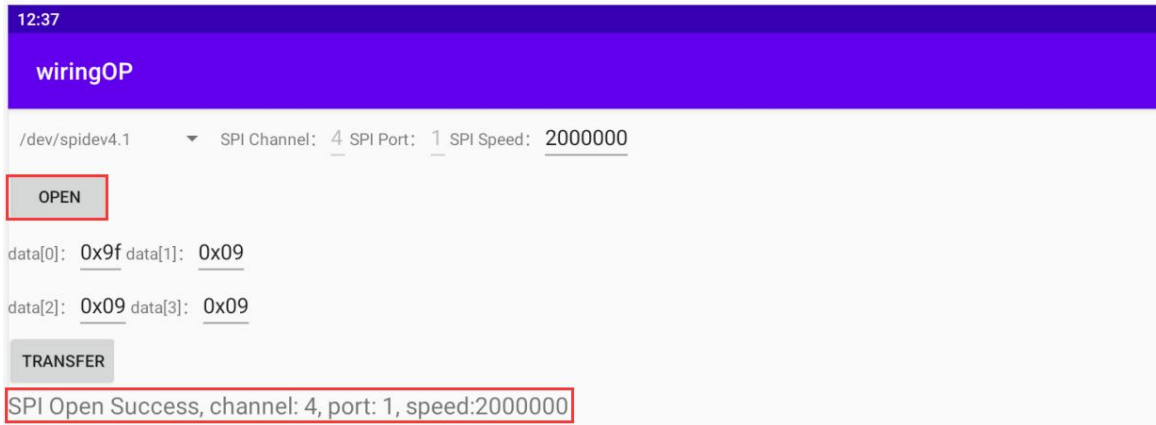 12:37
wiringOP
/dev/spidev4.1 SPI Channel: 4 SPI Port: 1 SPI Speed: 2000000
OPEN
data[0]: 0x9f data[1]: 0x09
data[2]: 0x09 data[3]: 0x09
TRANSFER
SPI Open Success, channel: 4, port: 1, speed:2000000